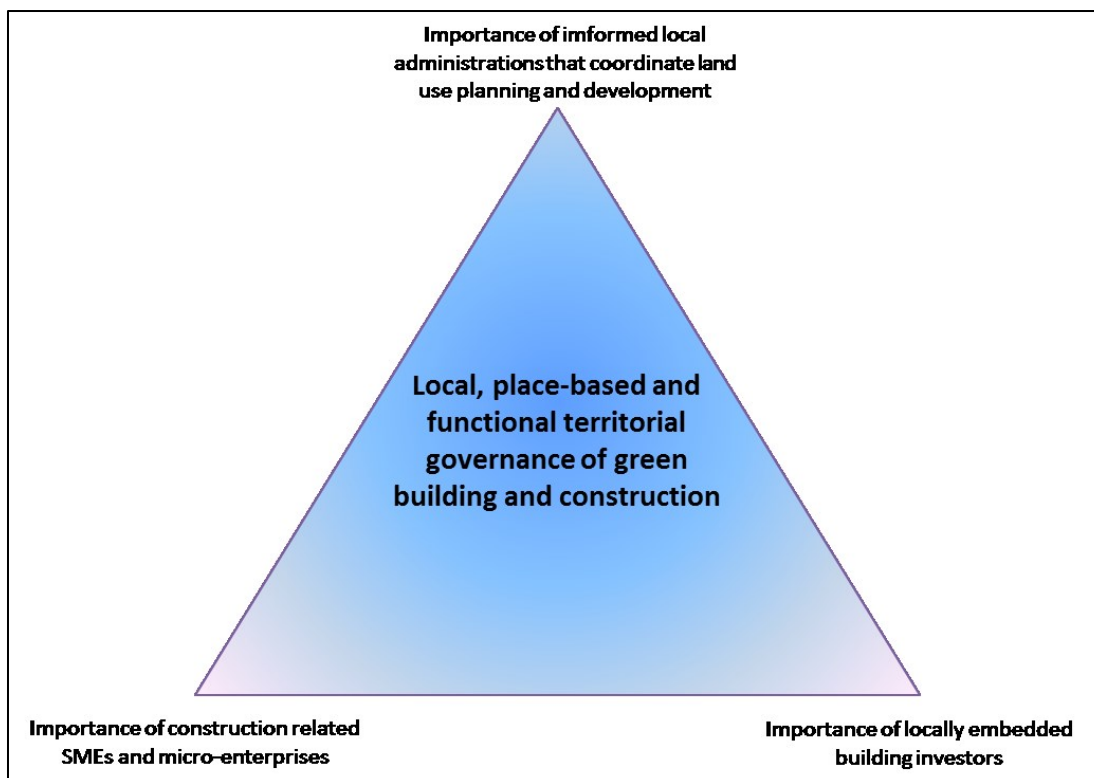 Importance of imformed local
administrations that coordinate land
use planning and development
Local, place-based and
functional territorial
governance of green
building and construction
Importance of construction related
SMEs and micro-enterprises
Importance of locally embedded
building investors